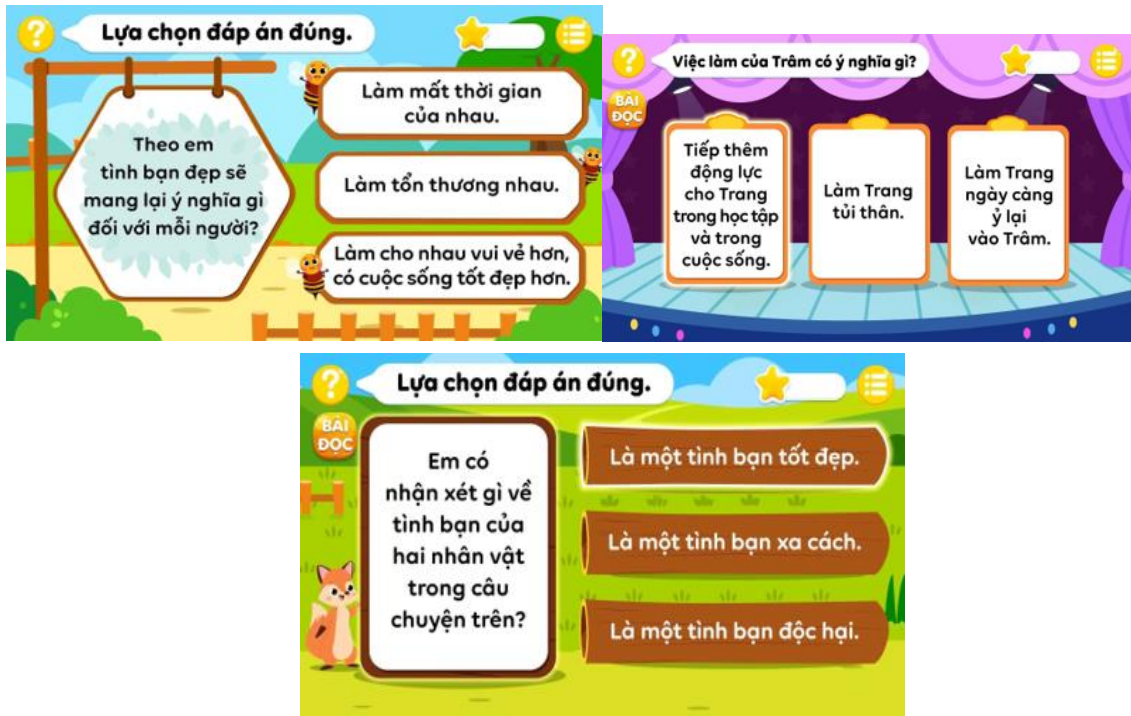 Lựa chọn đáp án đúng.
Theo em
tình bạn đẹp sẽ
mang lại ý nghĩa gì
đối với mỗi người?
Làm mất thời gian
của nhau.
Làm tổn thương nhau.
Làm cho nhau vui vẻ hơn,
có cuộc sống tốt đẹp hơn.
Việc làm của Trâm có ý nghĩa gì?
BÀI
ĐỌC
Tiếp thêm
động lực
cho Trang
trong học tập
và trong
cuộc sống.
Làm Trang
tủi thân.
Làm Trang
ngày càng
ỷ lại
vào Trâm.
Lựa chọn đáp án đúng.
BÀI
ĐỌC
Em có
nhận xét gì về
tình bạn của
hai nhân vật
trong câu
chuyện trên?
Là một tình bạn tốt đẹp.
Là một tình bạn xa cách.
Là một tình bạn độc hại.